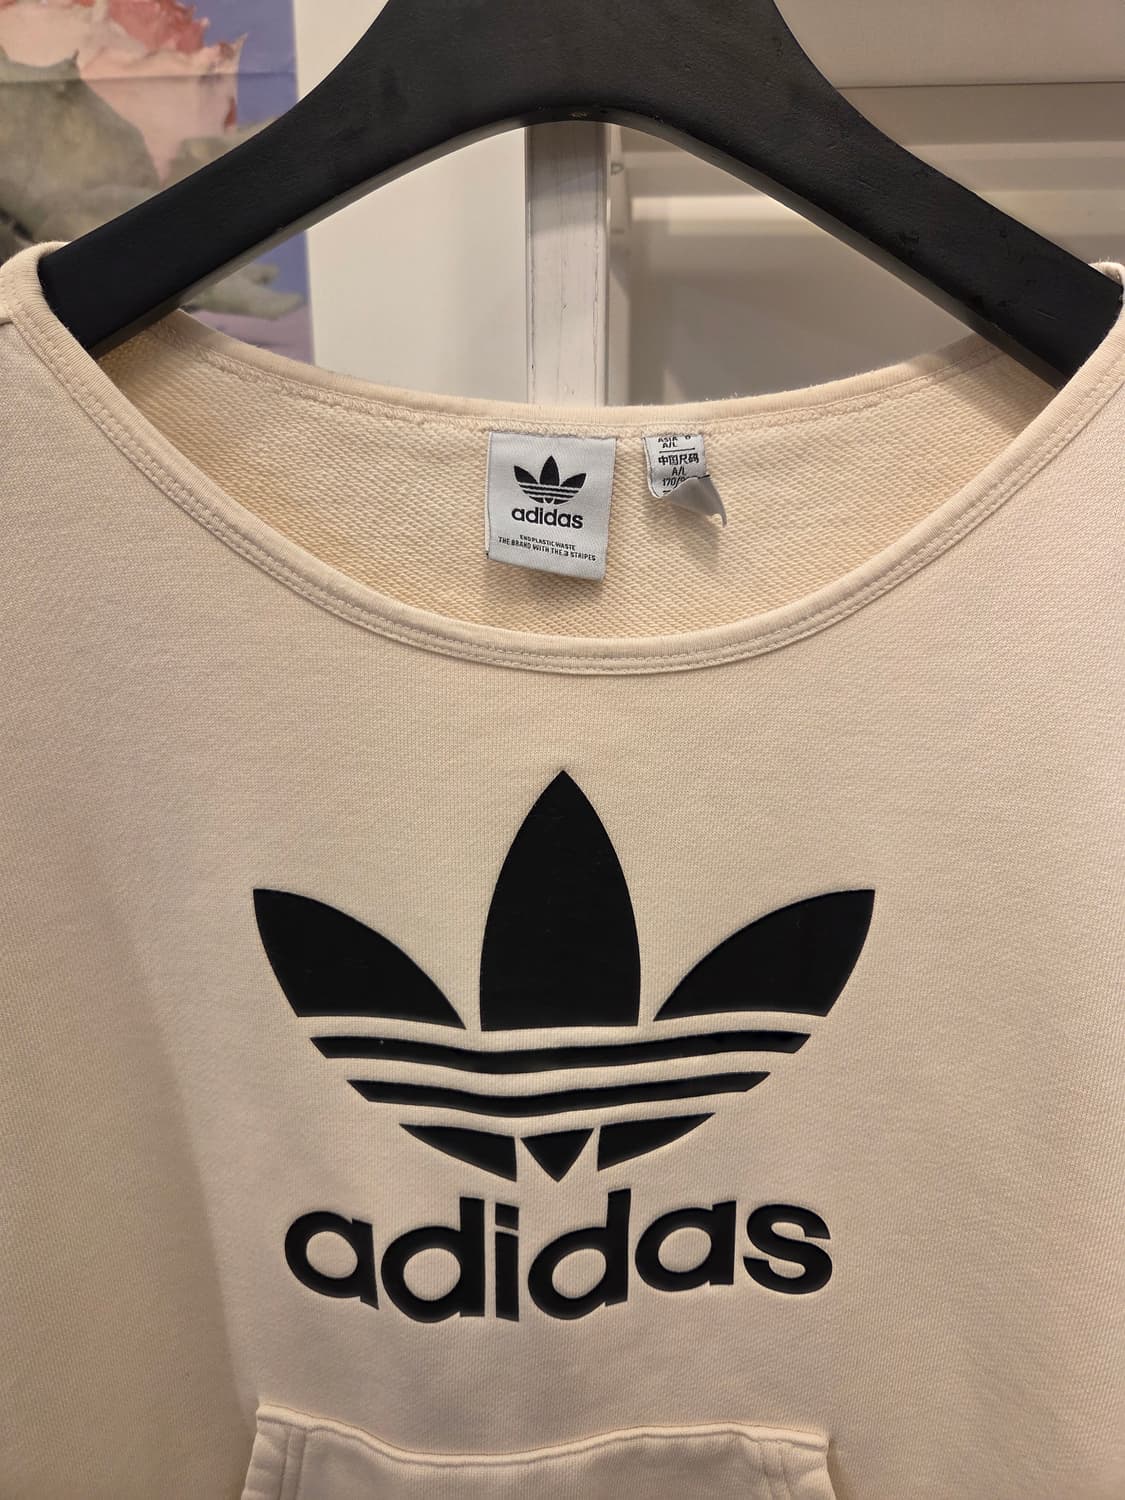 adidas
END PLASTIC WASTE
THE BRAND WITH THE 3 STRIPES
ASIA
A/L
中国尺码
A/L
adidas